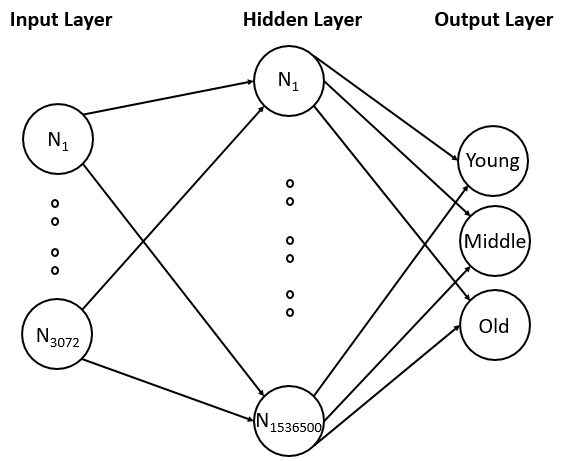 Input Layer
Hidden Layer
Output Layer
N1
N1
Young
Middle
Old
N3072
N1536500